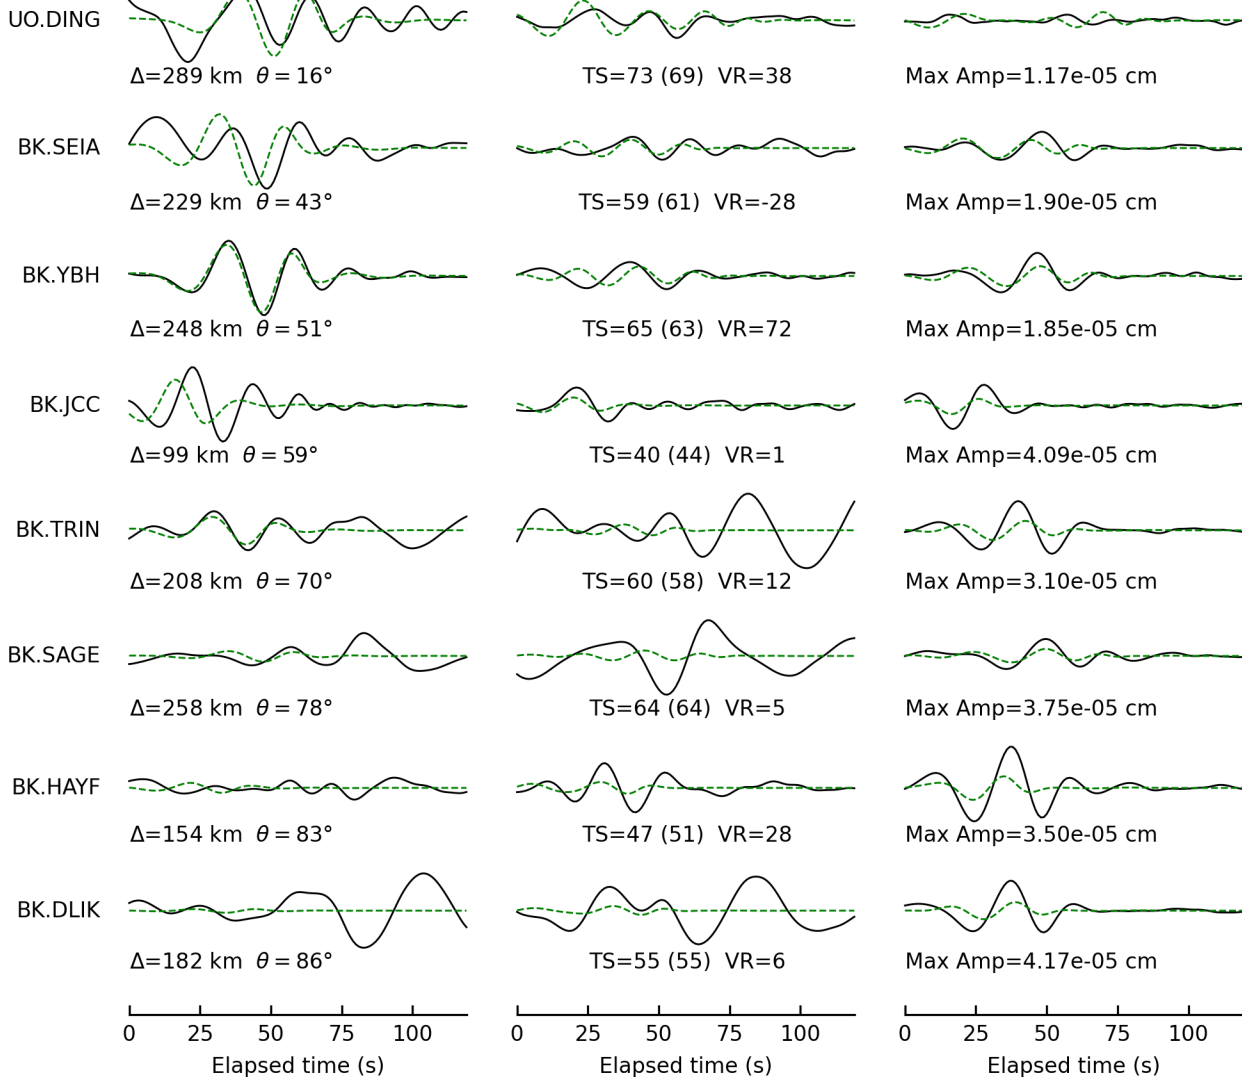 UO.DING
Δ=289 km θ = 16° TS=73 (69) VR=38 Max Amp=1.17e-05 cm
BK.SEIA
Δ=229 km θ = 43° TS=59 (61) VR=-28 Max Amp=1.90e-05 cm
BK.YBH
Δ=248 km θ = 51° TS=65 (63) VR=72 Max Amp=1.85e-05 cm
BK.JCC
Δ=99 km θ = 59° TS=40 (44) VR=1 Max Amp=4.09e-05 cm
BK.TRIN
Δ=208 km θ = 70° TS=60 (58) VR=12 Max Amp=3.10e-05 cm
BK.SAGE
Δ=258 km θ = 78° TS=64 (64) VR=5 Max Amp=3.75e-05 cm
BK.HAYF
Δ=154 km θ = 83° TS=47 (51) VR=28 Max Amp=3.50e-05 cm
BK.DLIK
Δ=182 km θ = 86° TS=55 (55) VR=6 Max Amp=4.17e-05 cm
0 25 50 75 100 0 25 50 75 100 0 25 50 75 100
Elapsed time (s) Elapsed time (s) Elapsed time (s)